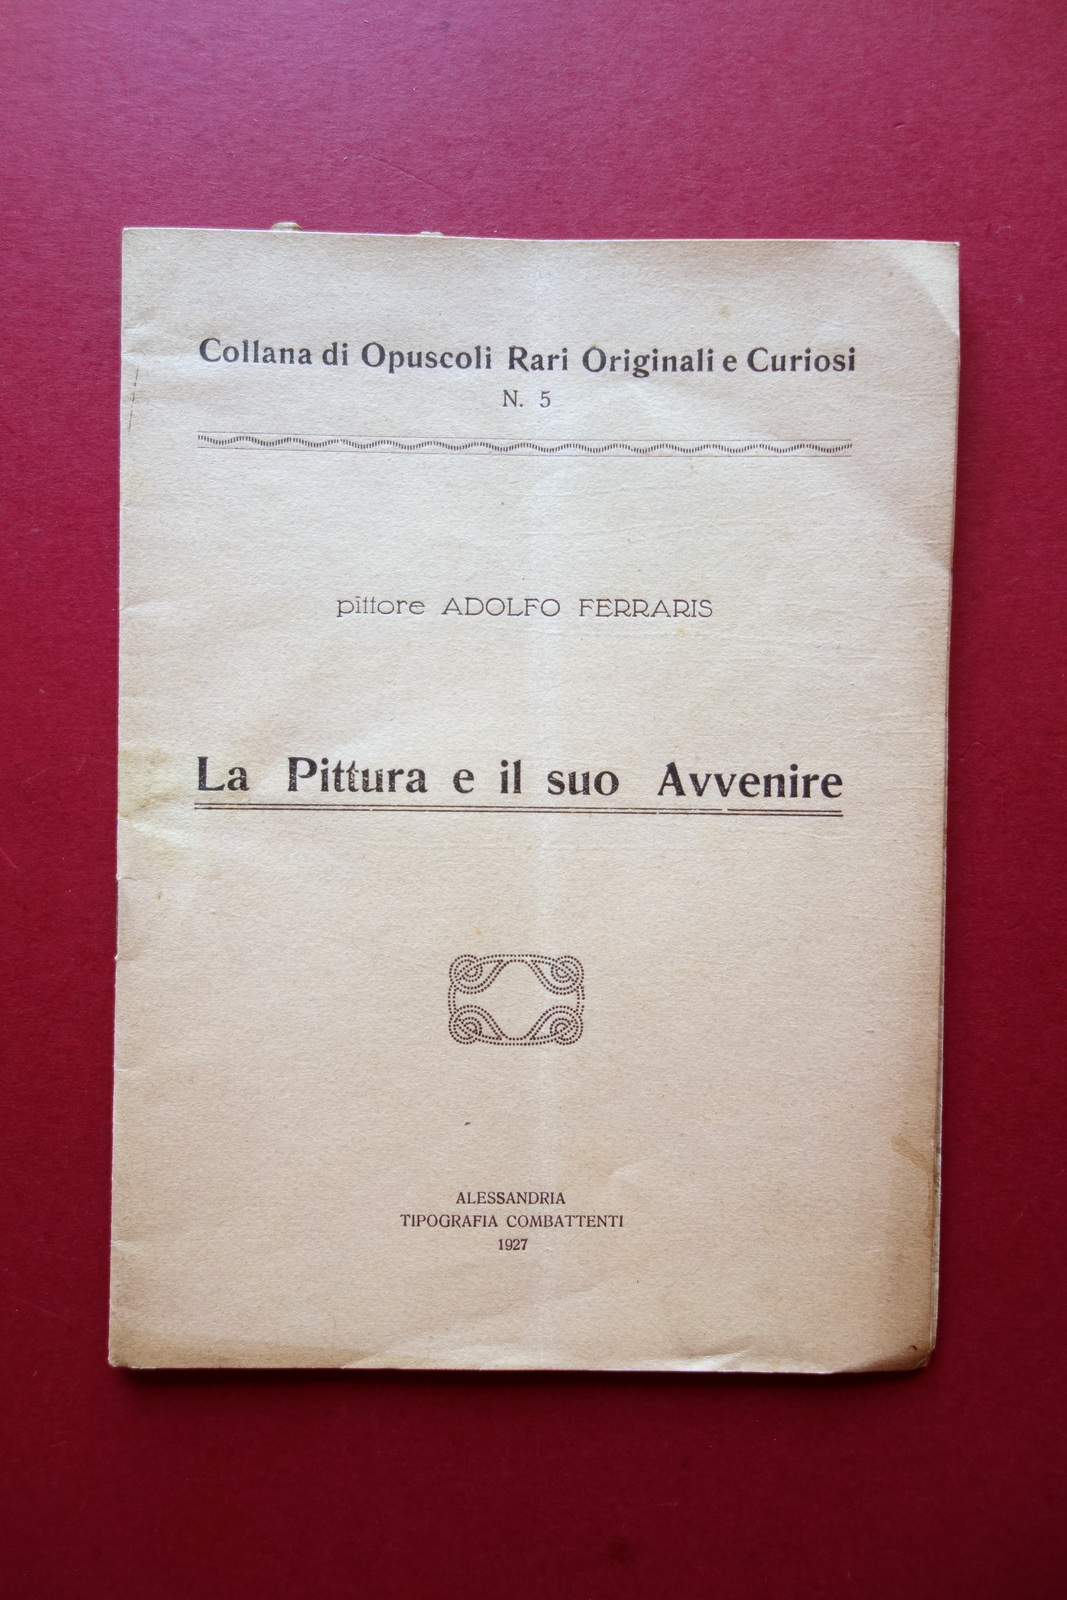 Collana di Opuscoli Rari Originali e Curiosi
N. 5
pittore ADOLFO FERRARIS
La Pittura e il suo Avvenire
ALESSANDRIA
TIPOGRAFIA COMBATTENTI
1927